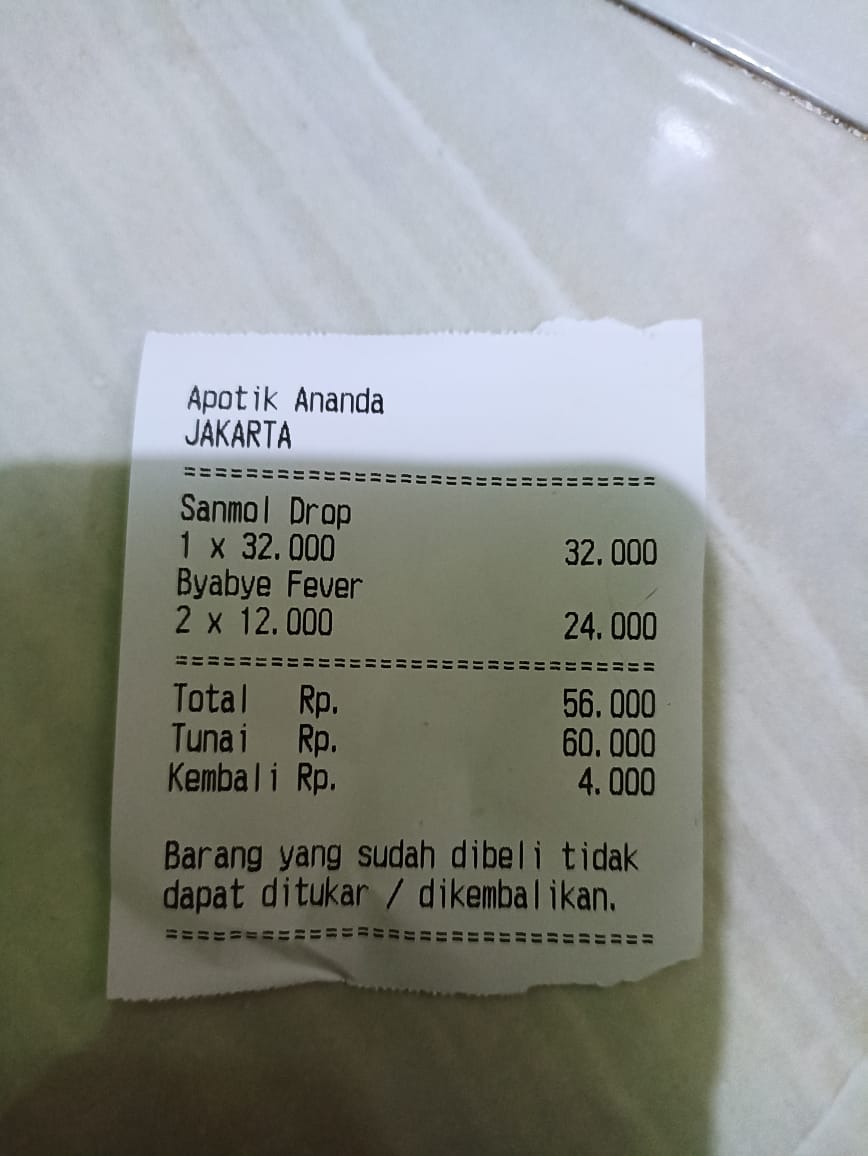 Apotik Ananda
JAKARTA
==============================
Sanmol Drop
1 x 32.000 32.000
Byabye Fever
2 x 12.000 24.000
==============================
Total Rp. 56.000
Tunai Rp. 60.000
Kembali Rp. 4.000
Barang yang sudah dibeli tidak
dapat ditukar / dikembalikan.
==============================